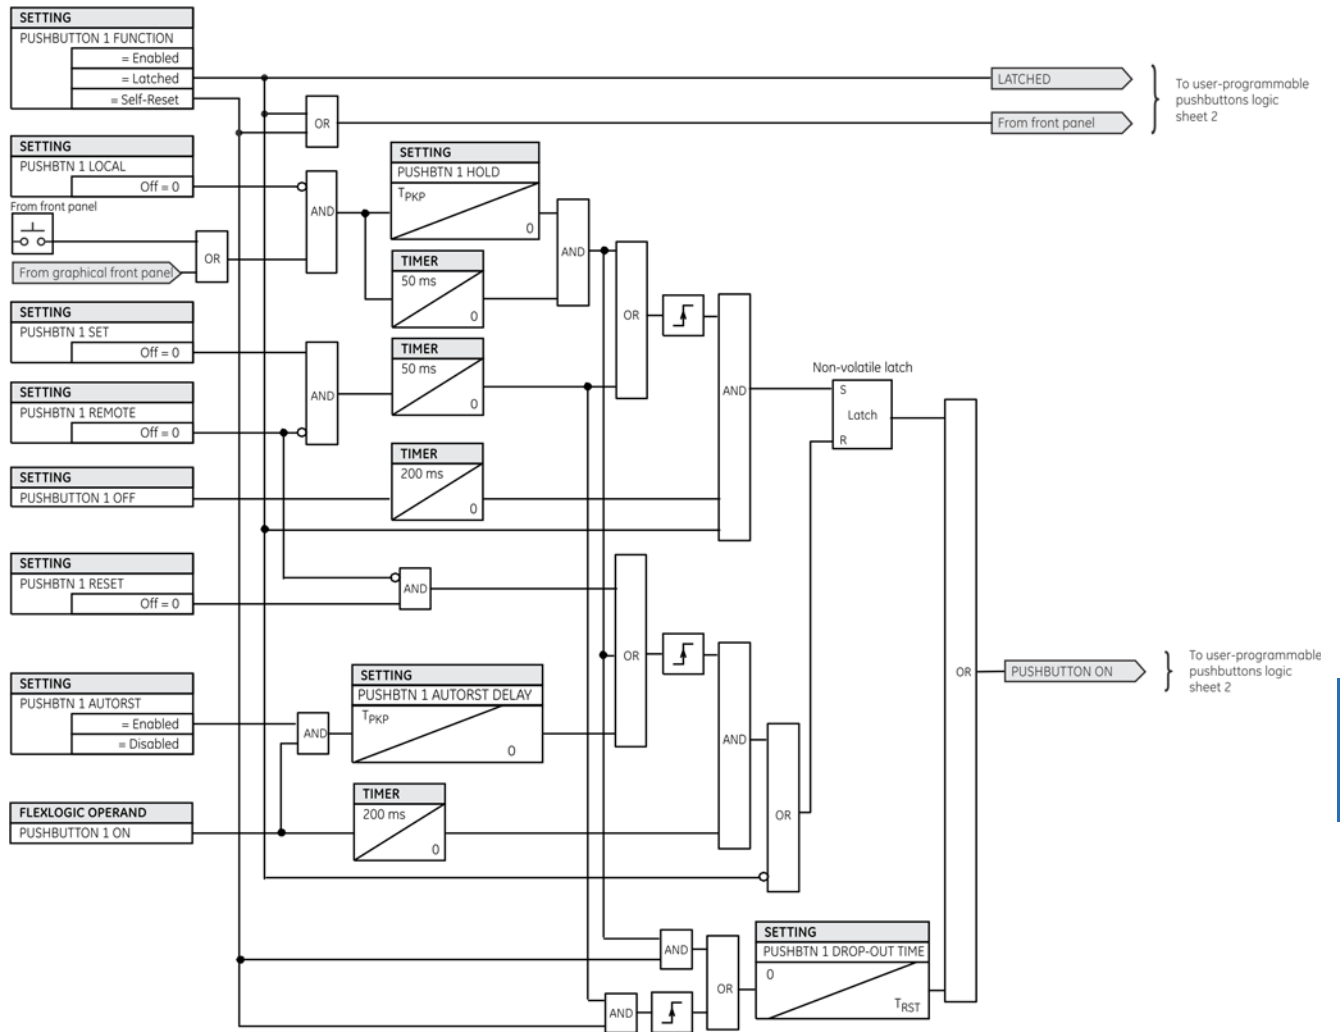 SETTING
PUSHBUTTON 1 FUNCTION
= Enabled
= Latched
= Self-Reset
LATCHED
From front panel
To user-programmable
pushbuttons logic
sheet 2
OR
SETTING
PUSHBTN 1 LOCAL
Off = 0
From front panel
OR
From graphical front panel
AND
SETTING
PUSHBTN 1 HOLD
TPKP
0
TIMER
50 ms
0
AND
SETTING
PUSHBTN 1 SET
Off = 0
SETTING
PUSHBTN 1 REMOTE
Off = 0
AND
TIMER
50 ms
0
OR
AND
Non-volatile latch
S
Latch
R
SETTING
PUSHBUTTON 1 OFF
TIMER
200 ms
0
SETTING
PUSHBTN 1 RESET
Off = 0
AND
OR
SETTING
PUSHBTN 1 AUTORST
= Enabled
= Disabled
AND
SETTING
PUSHBTN 1 AUTORST DELAY
TPKP
0
AND
OR
FLEXLOGIC OPERAND
PUSHBUTTON 1 ON
TIMER
200 ms
0
OR
PUSHBUTTON ON
To user-programmable
pushbuttons logic
sheet 2
AND
AND
OR
SETTING
PUSHBTN 1 DROP-OUT TIME
0
TRST